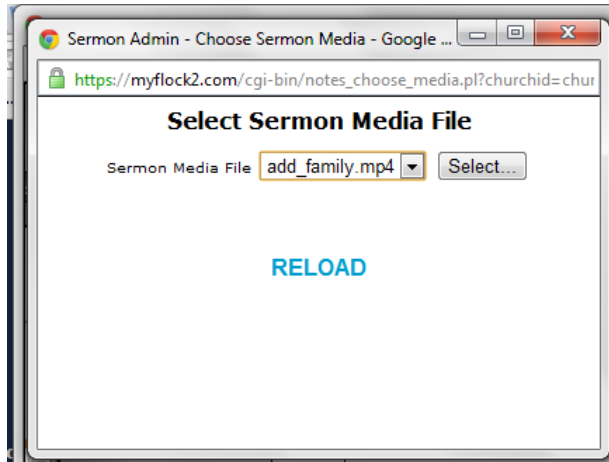 Sermon Admin - Choose Sermon Media - Google ...
https://myflock2.com/cgi-bin/notes_choose_media.pl?churchid=chur
Select Sermon Media File
Sermon Media File add_family.mp4 Select...
RELOAD